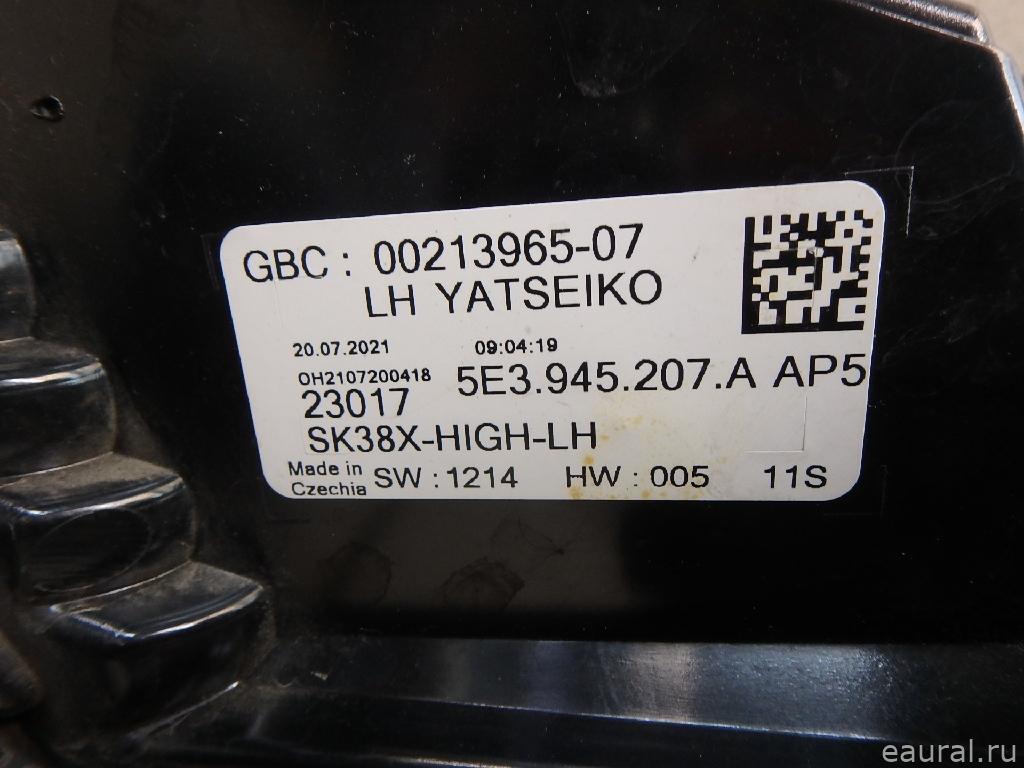 GBC : 00213965-07
LH YATSEIKO
20.07.2021 09:04:19
OH2107200418 5E3.945.207.A AP5
23017
SK38X-HIGH-LH
Made in
Czechia SW : 1214 HW : 005 11S
eaural.ru